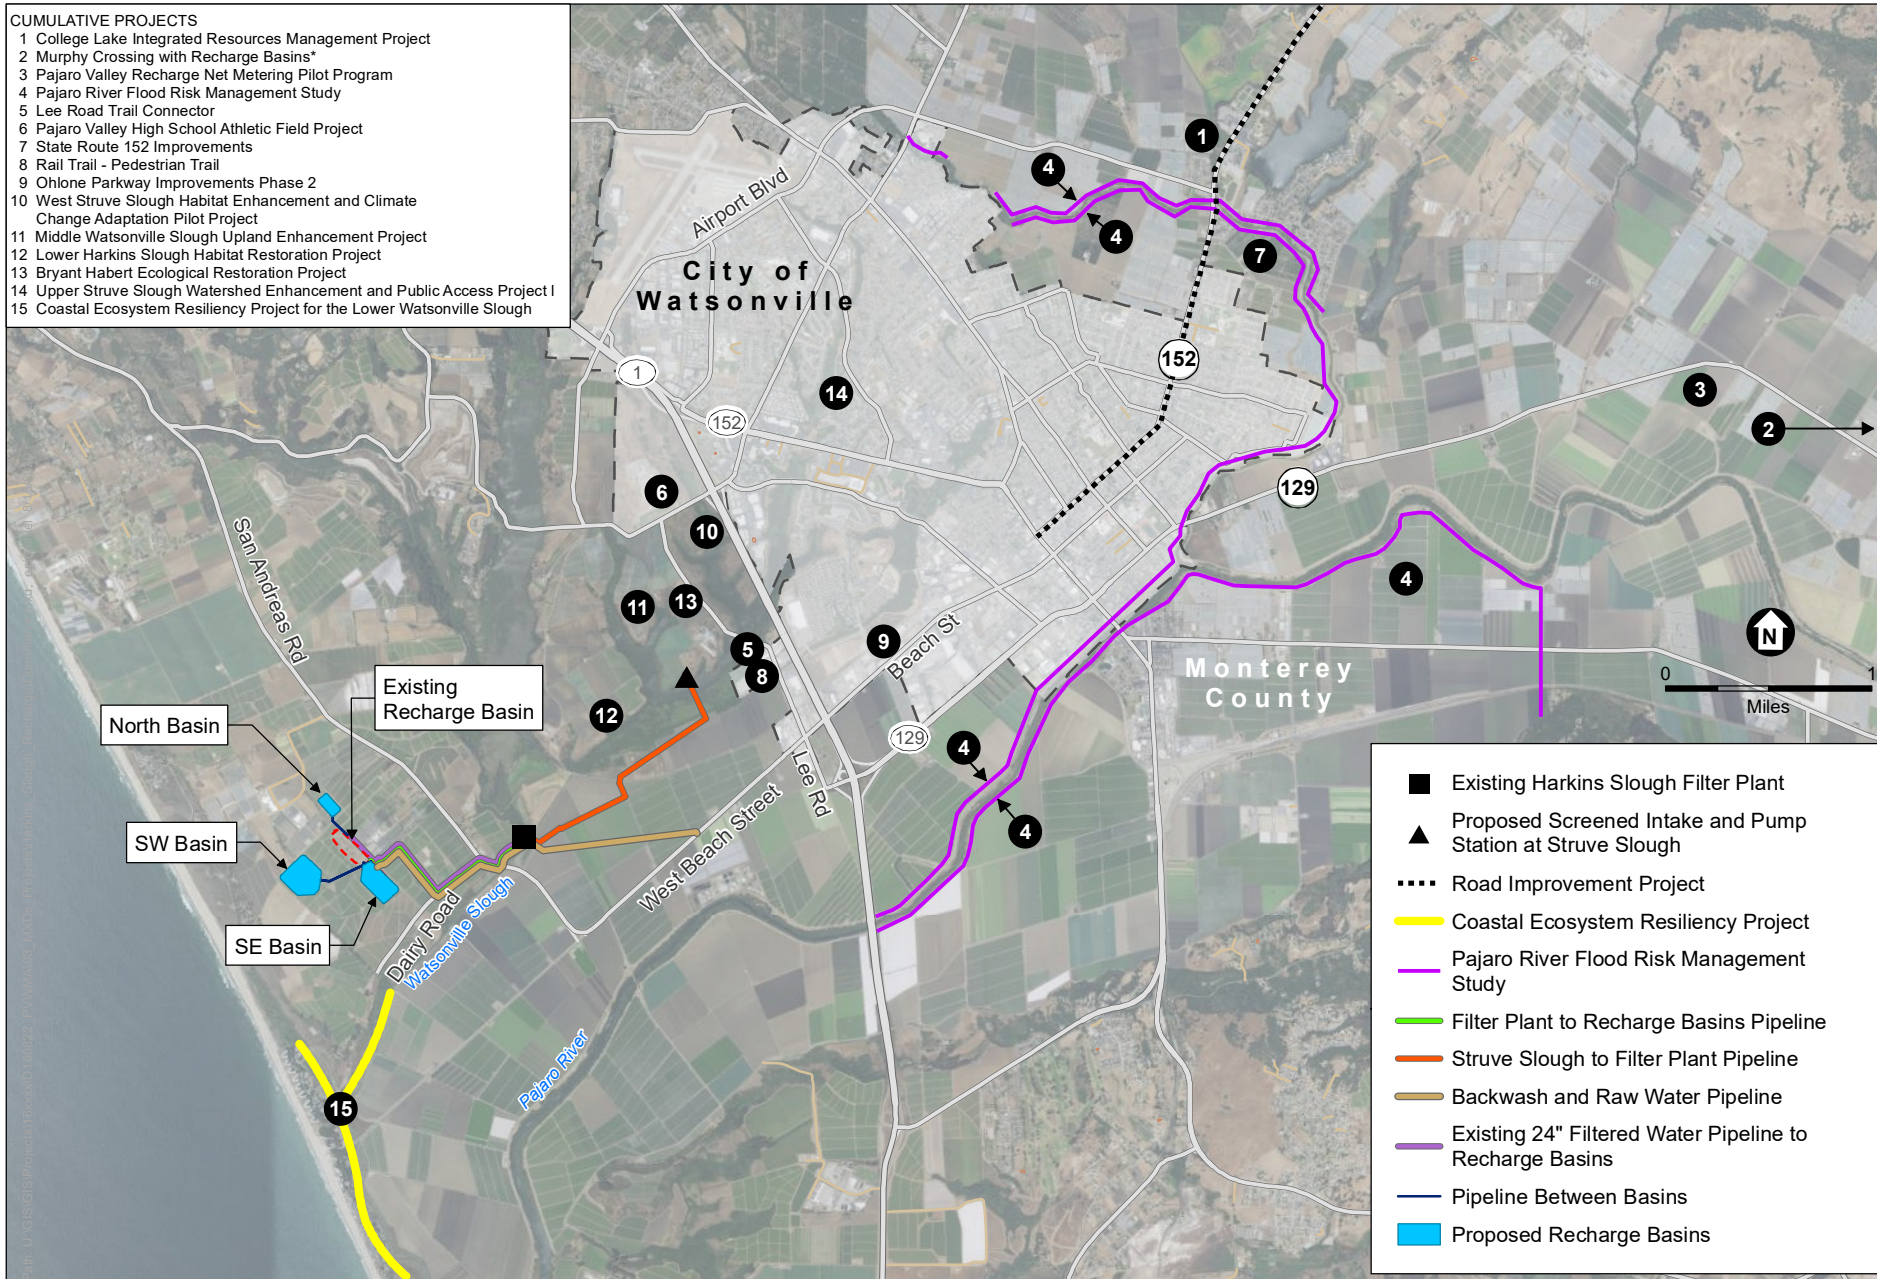 CUMULATIVE PROJECTS
1 College Lake Integrated Resources Management Project
2 Murphy Crossing with Recharge Basins*
3 Pajaro Valley Recharge Net Metering Pilot Program
4 Pajaro River Flood Risk Management Study
5 Lee Road Trail Connector
6 Pajaro Valley High School Athletic Field Project
7 State Route 152 Improvements
8 Rail Trail - Pedestrian Trail
9 Ohlone Parkway Improvements Phase 2
10 West Struve Slough Habitat Enhancement and Climate
Change Adaptation Pilot Project
11 Middle Watsonville Slough Upland Enhancement Project
12 Lower Harkins Slough Habitat Restoration Project
13 Bryant Habert Ecological Restoration Project
14 Upper Struve Slough Watershed Enhancement and Public Access Project I
15 Coastal Ecosystem Resiliency Project for the Lower Watsonville Slough
1
4
4
7
Airport Blvd
City of
Watsonville
1
152
152
14
3
2
129
6
10
San Andreas Rd
4
11
13
5
8
9
Beach St
Monterey
County
N
0
1
Miles
Existing
Recharge Basin
North Basin
12
129
4
Lee Rd
SW Basin
4
West Beach Street
SE Basin
Dairy Road
Watsonville Slough
Pajaro River
15
Existing Harkins Slough Filter Plant
Proposed Screened Intake and Pump
Station at Struve Slough
Road Improvement Project
Coastal Ecosystem Resiliency Project
Pajaro River Flood Risk Management
Study
Filter Plant to Recharge Basins Pipeline
Struve Slough to Filter Plant Pipeline
Backwash and Raw Water Pipeline
Existing 24" Filtered Water Pipeline to
Recharge Basins
Pipeline Between Basins
Proposed Recharge Basins